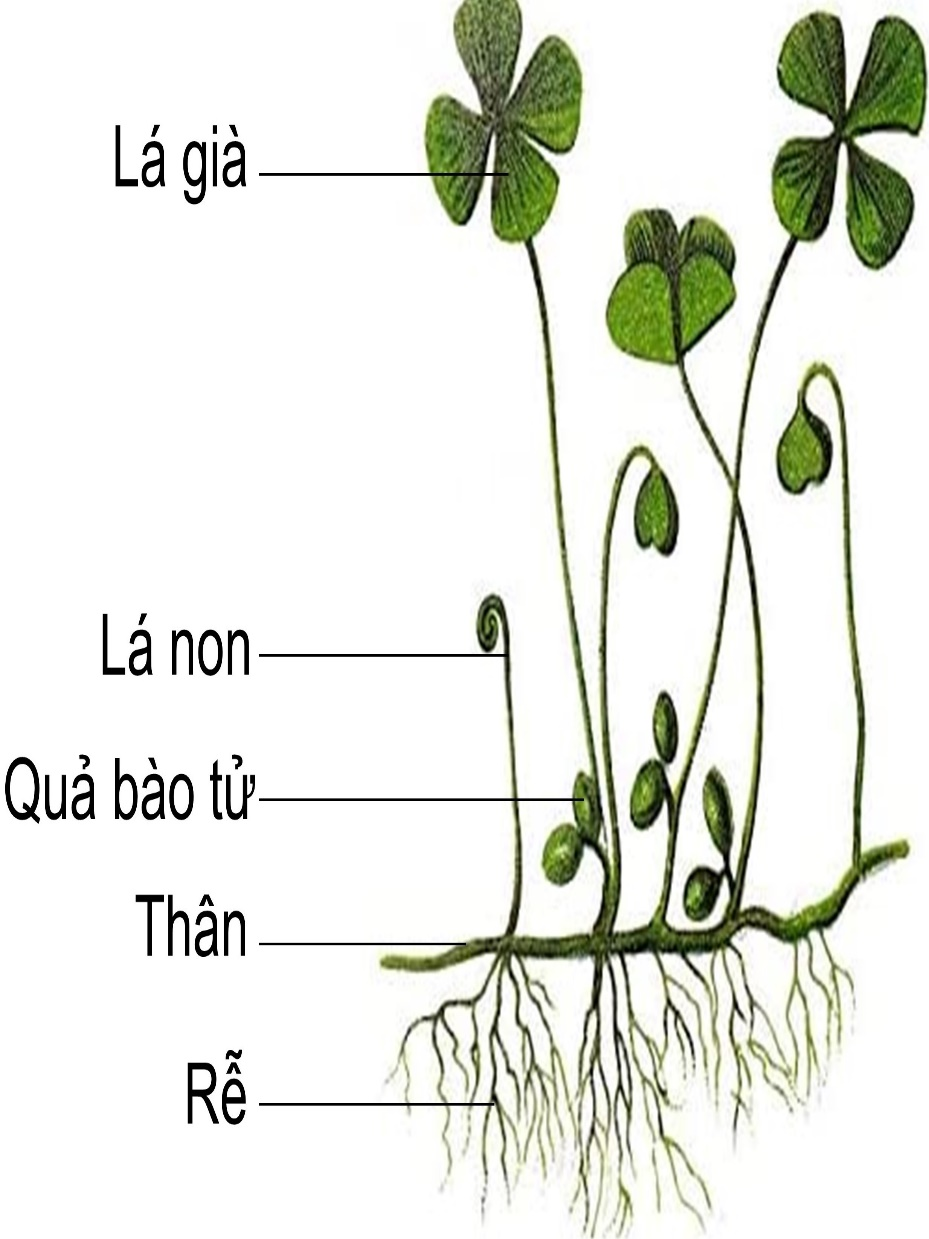 Lá già
Lá non
Quả bào tử
Thân
Rễ